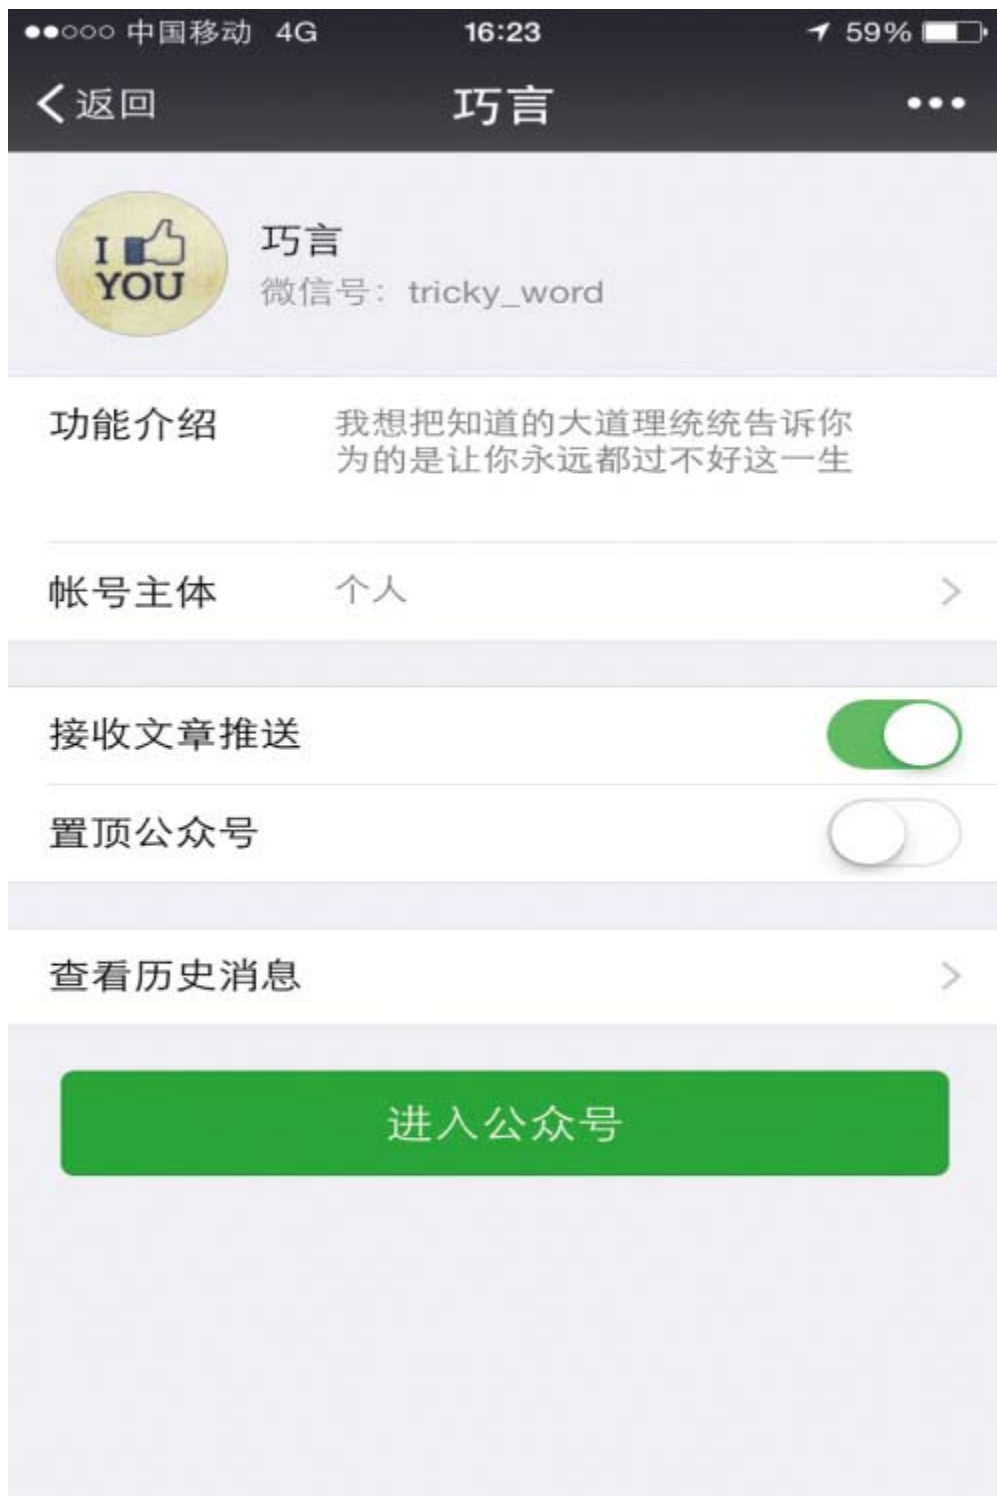 中国移动 4G 16:23 59%
返回 巧言
I
YOU
巧言
微信号：tricky_word
功能介绍 我想把知道的大道理统统告诉你
为的是让你永远都过不好这一生
帐号主体 个人
接收文章推送
置顶公众号
查看历史消息
进入公众号